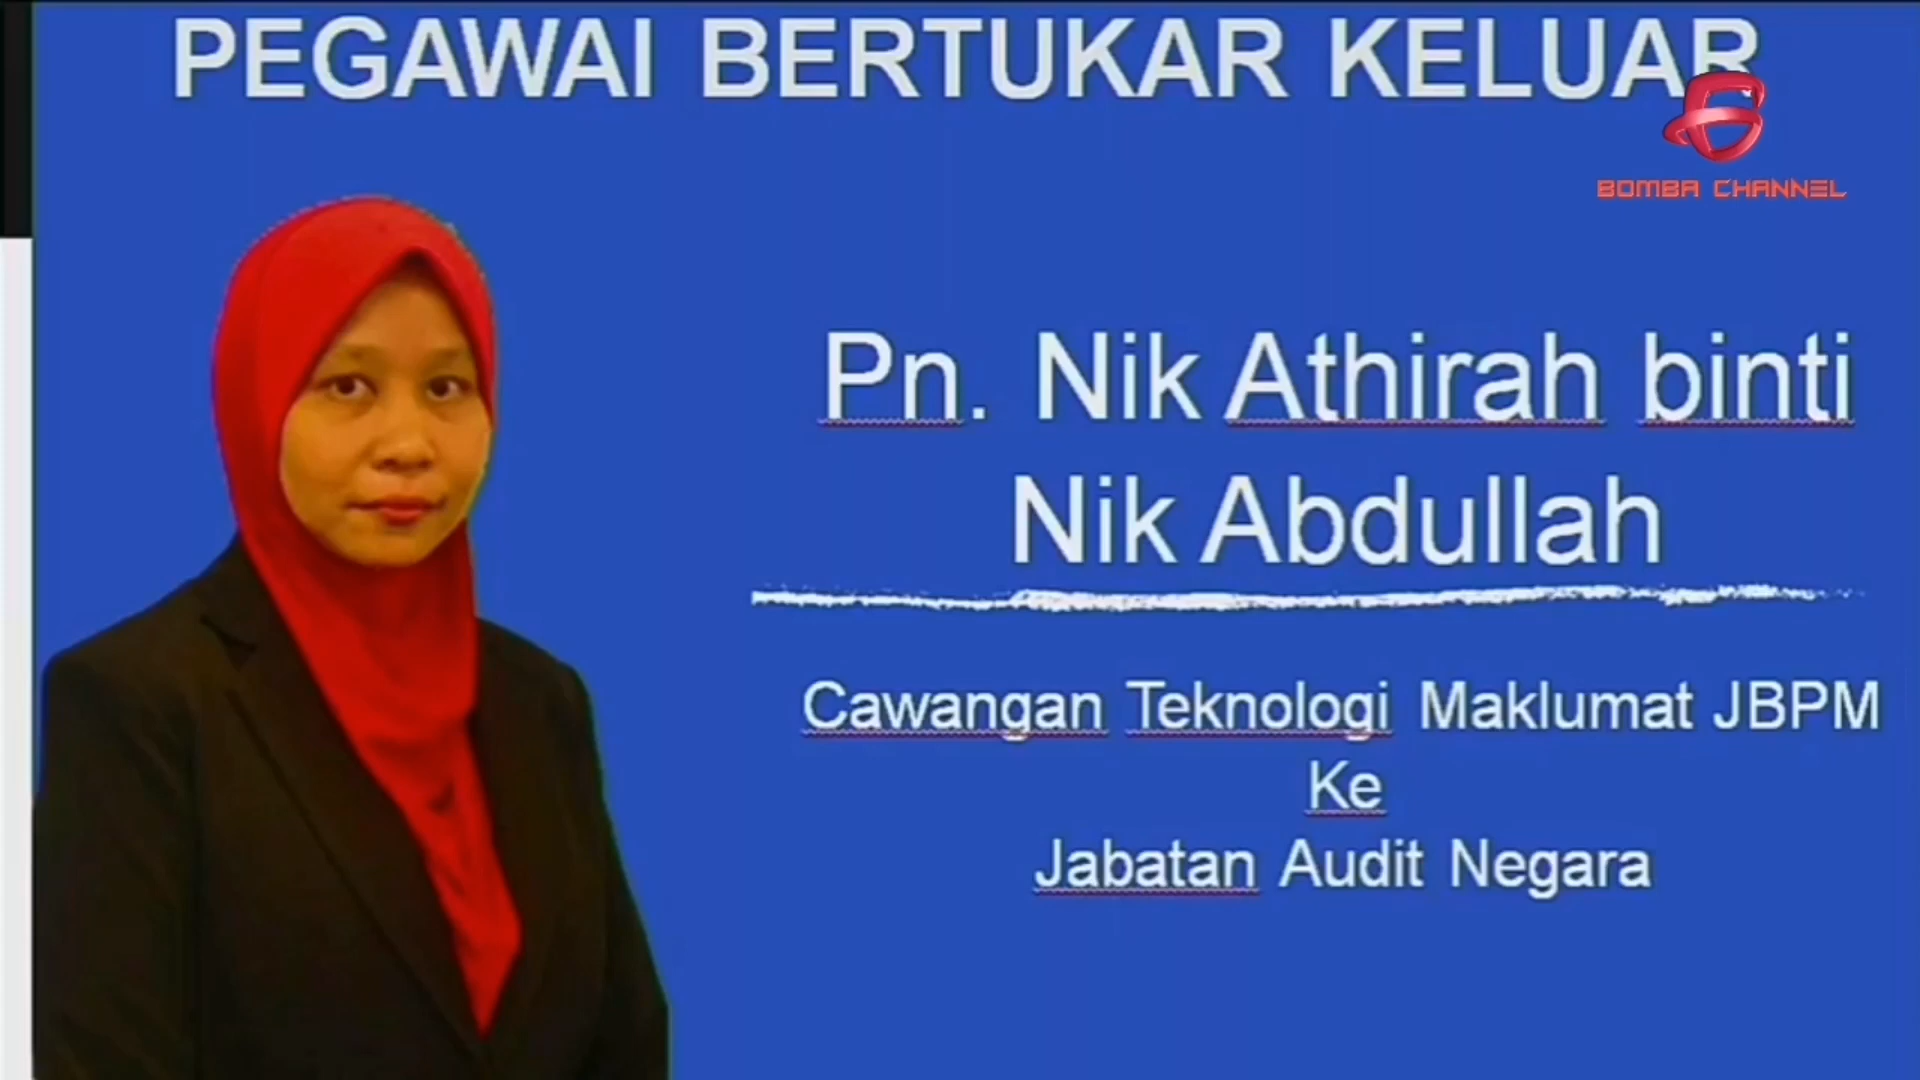 PEGAWAI BERTUKAR KELUAR
BOMBA CHANNEL
Pn. Nik Athirah binti
Nik Abdullah
Cawangan Teknologi Maklumat JBPM
Ke
Jabatan Audit Negara